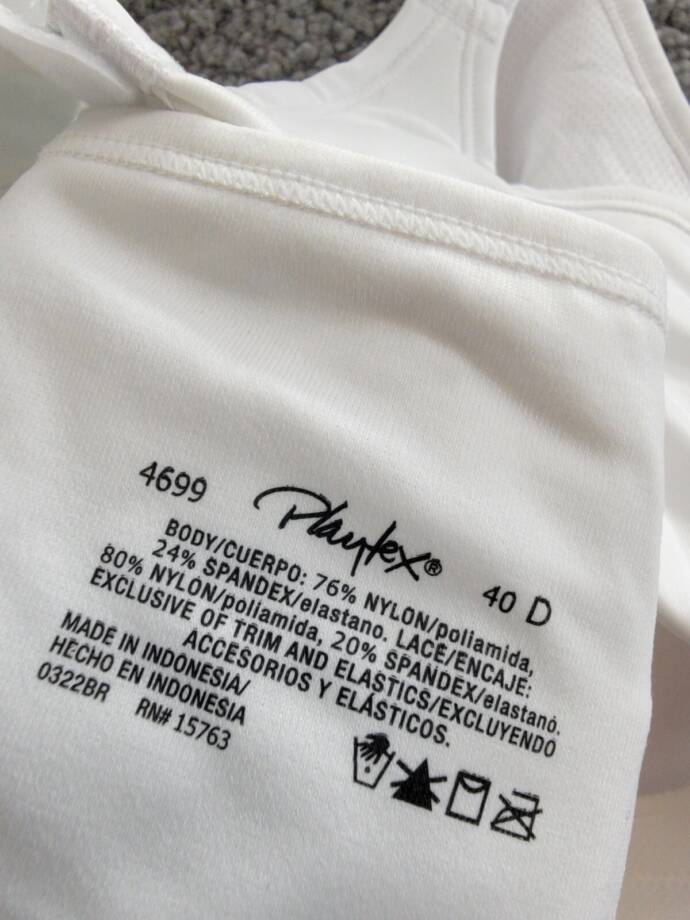 4699 Playtex® 40 D
BODY/CUERPO: 76% NYLON/poliamida,
24% SPANDEX/elastano. LACE/ENCAJE:
80% NYLON/poliamida, 20% SPANDEX/elastano.
EXCLUSIVE OF TRIM AND ELASTICS/EXCLUYENDO
ACCESORIOS Y ELÁSTICOS.
MADE IN INDONESIA/
HECHO EN INDONESIA
0322BR RN# 15763